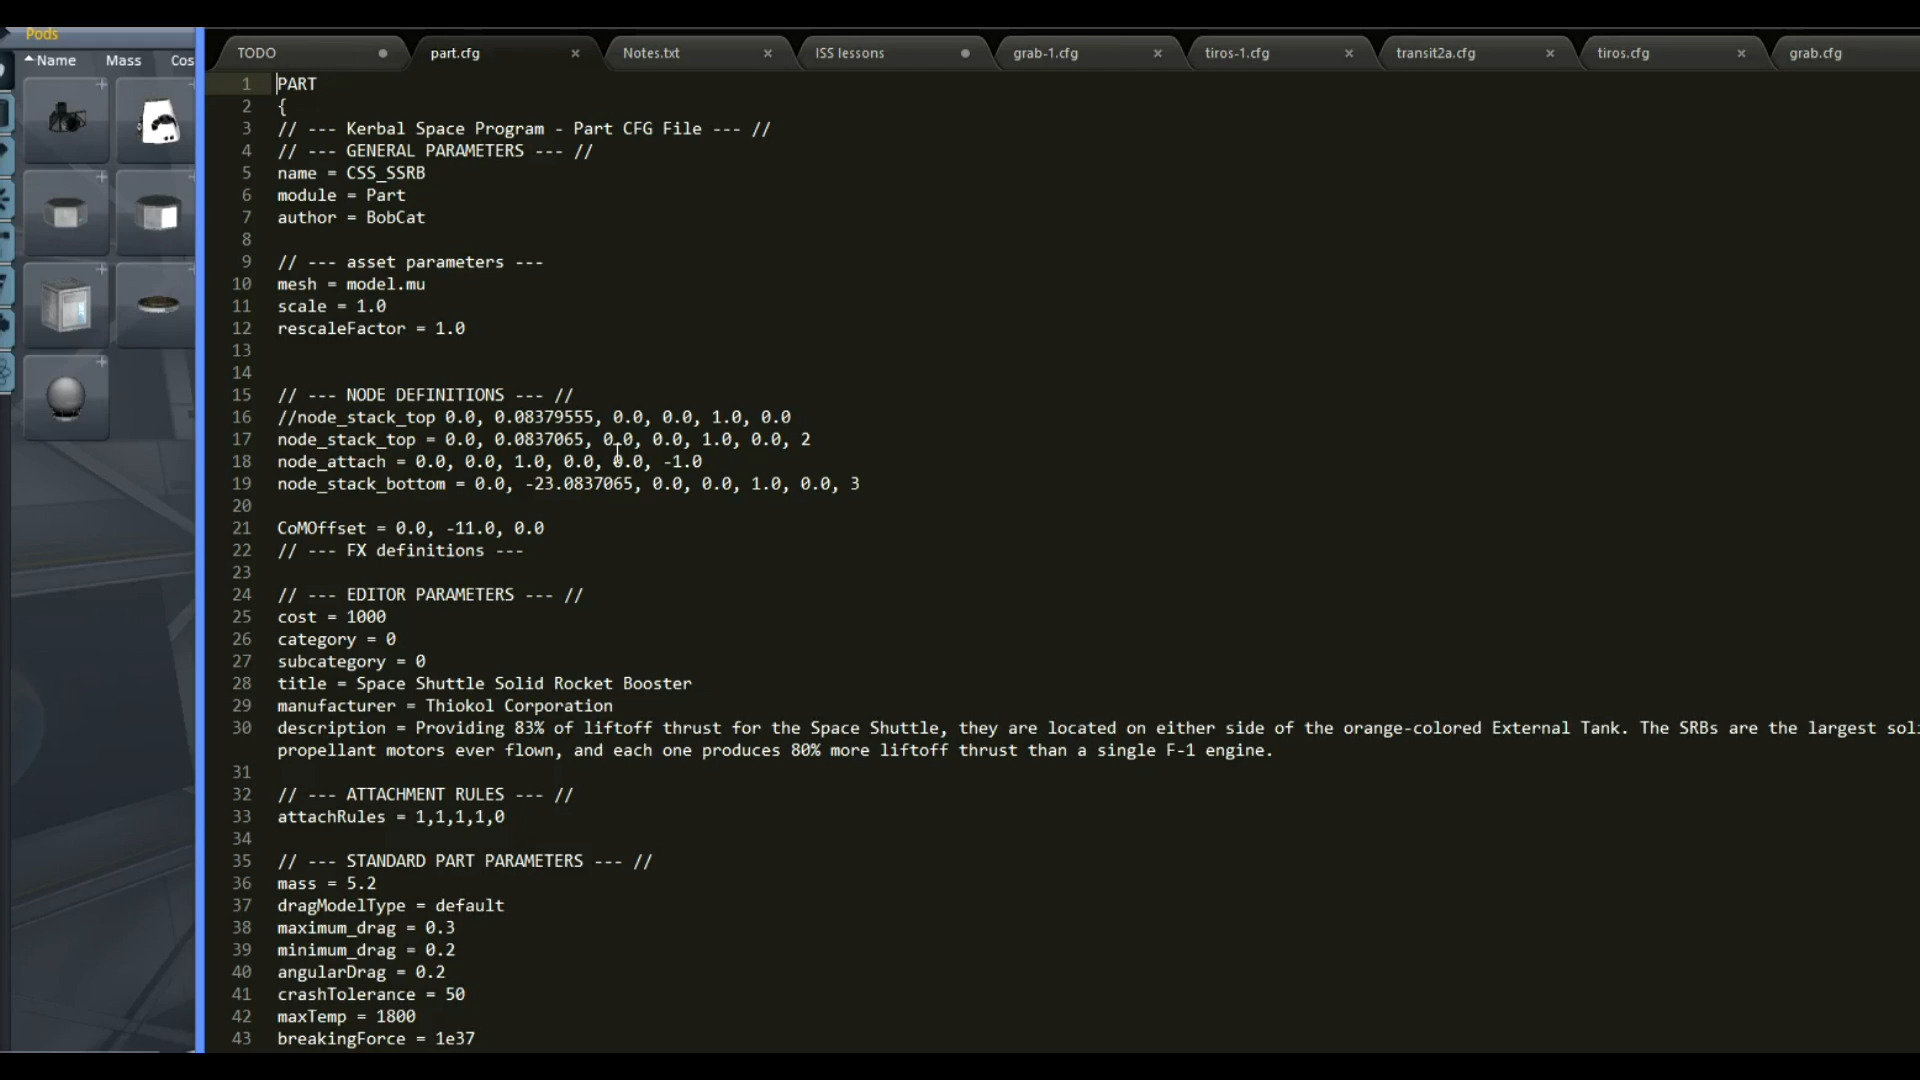 Pods
Name Mass Cos
TODO part.cfg Notes.txt ISS lessons grab-1.cfg tiros-1.cfg transit2a.cfg tiros.cfg grab.cfg
1 PART
2 {
3 // --- Kerbal Space Program - Part CFG File --- //
4 // --- GENERAL PARAMETERS --- //
5 name = CSS_SSRB
6 module = Part
7 author = BobCat
8
9 // --- asset parameters ---
10 mesh = model.mu
11 scale = 1.0
12 rescaleFactor = 1.0
13
14
15 // --- NODE DEFINITIONS --- //
16 //node_stack_top 0.0, 0.08379555, 0.0, 0.0, 1.0, 0.0
17 node_stack_top = 0.0, 0.0837065, 0.0, 0.0, 1.0, 0.0, 2
18 node_attach = 0.0, 0.0, 1.0, 0.0, 0.0, -1.0
19 node_stack_bottom = 0.0, -23.0837065, 0.0, 0.0, 1.0, 0.0, 3
20
21 CoMOffset = 0.0, -11.0, 0.0
22 // --- FX definitions ---
23
24 // --- EDITOR PARAMETERS --- //
25 cost = 1000
26 category = 0
27 subcategory = 0
28 title = Space Shuttle Solid Rocket Booster
29 manufacturer = Thiokol Corporation
30 description = Providing 83% of liftoff thrust for the Space Shuttle, they are located on either side of the orange-colored External Tank. The SRBs are the largest soli
propellant motors ever flown, and each one produces 80% more liftoff thrust than a single F-1 engine.
31
32 // --- ATTACHMENT RULES --- //
33 attachRules = 1,1,1,1,0
34
35 // --- STANDARD PART PARAMETERS --- //
36 mass = 5.2
37 dragModelType = default
38 maximum_drag = 0.3
39 minimum_drag = 0.2
40 angularDrag = 0.2
41 crashTolerance = 50
42 maxTemp = 1800
43 breakingForce = 1e37